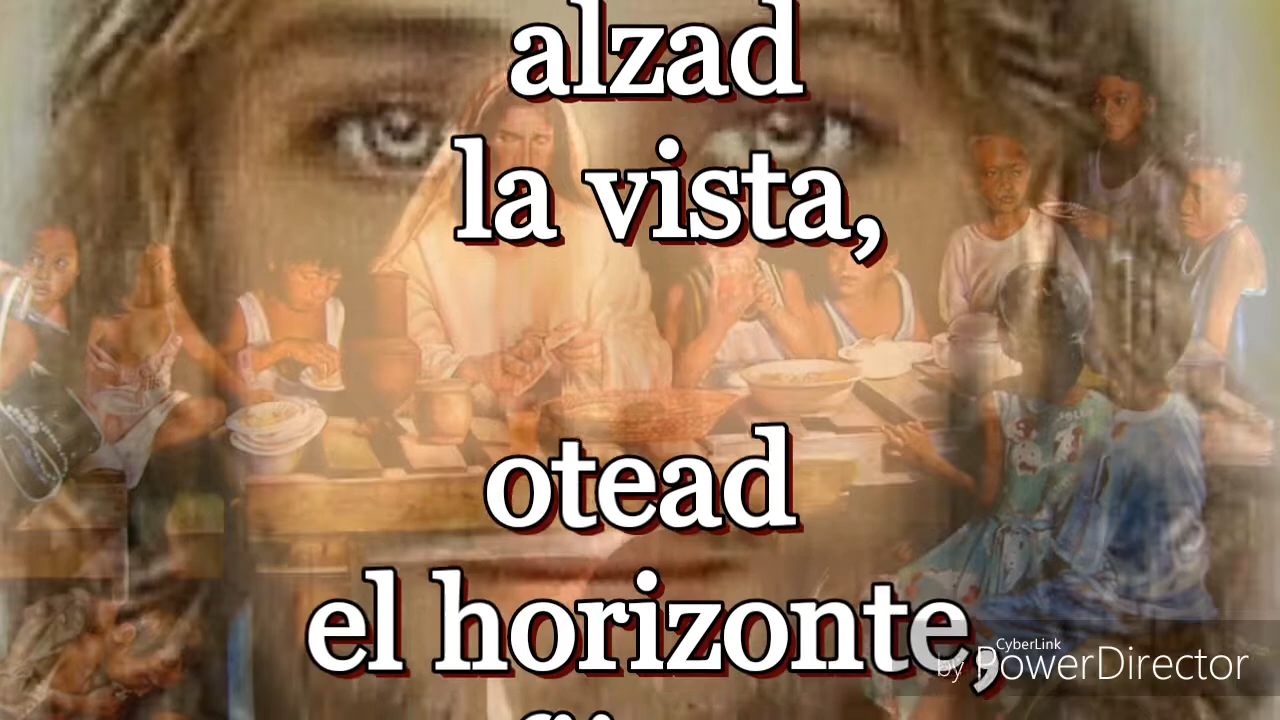 alzad
la vista,
otead
el horizonte,
CyberLink
by PowerDirector